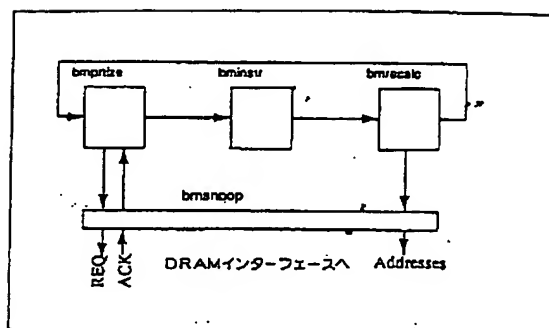 bmprtize bminstr bmrecalc
bmsnoop
REQ ACK DRAMインターフェースへ Addresses